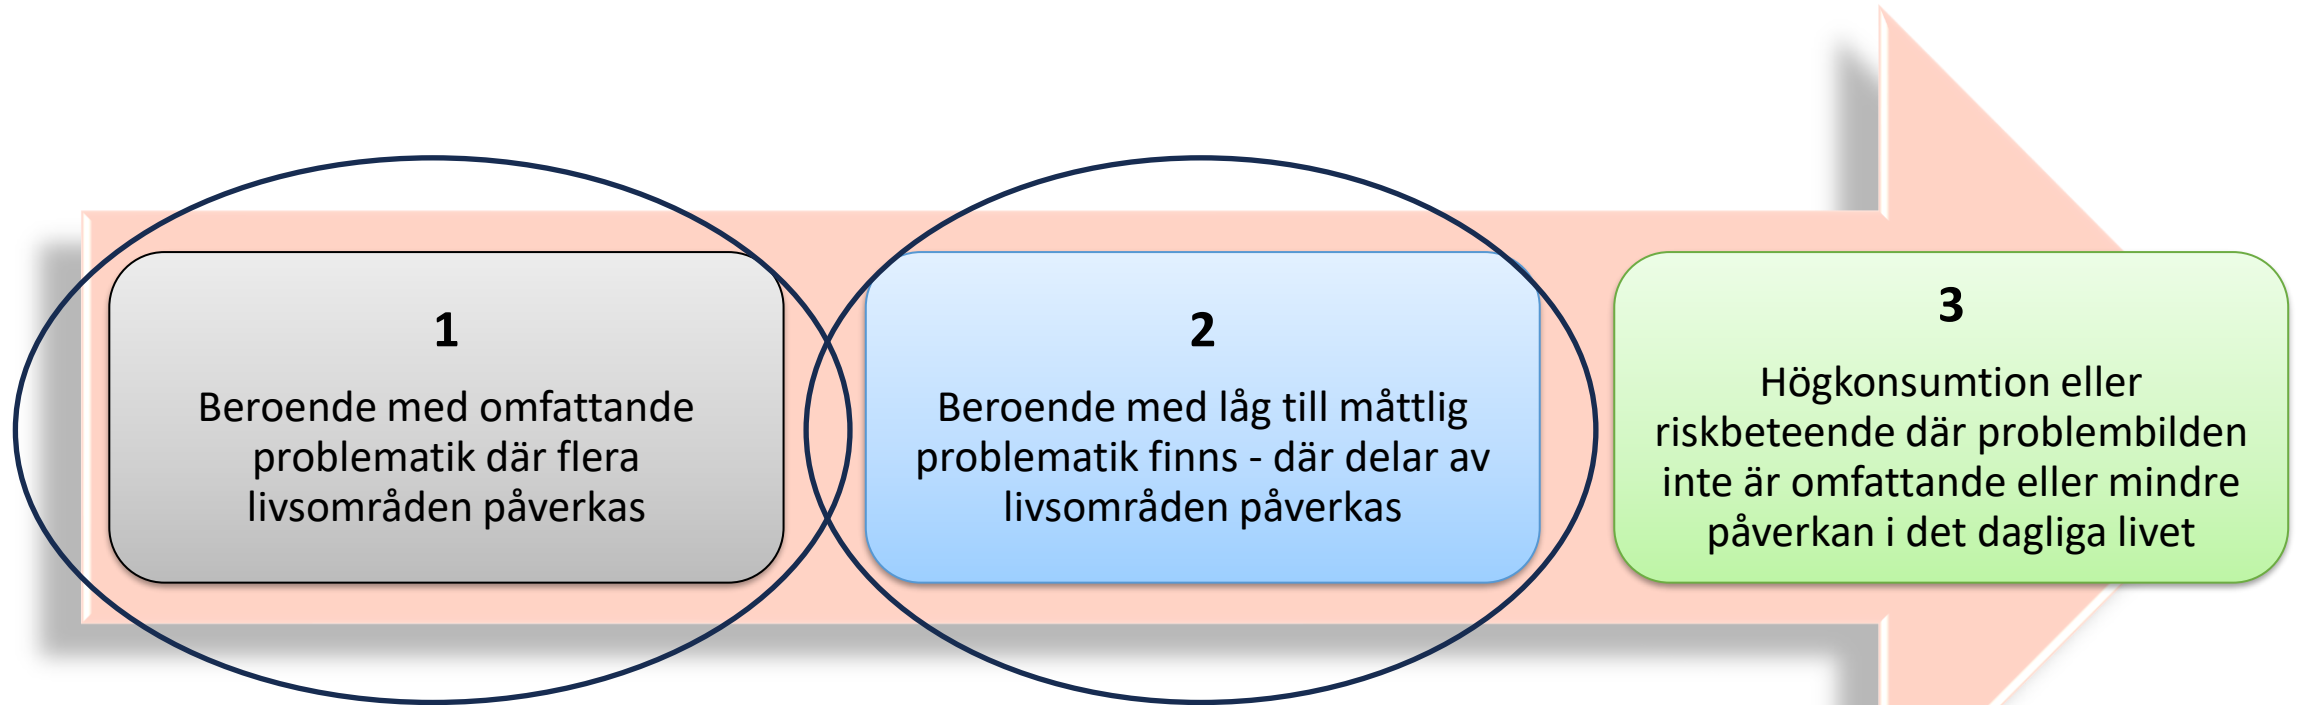 1
Beroende med omfattande
problematik där flera
livsområden påverkas
2
Beroende med låg till måttlig
problematik finns - där delar av
livsområden påverkas
3
Högkonsumtion eller
riskbeteende där problembilden
inte är omfattande eller mindre
påverkan i det dagliga livet